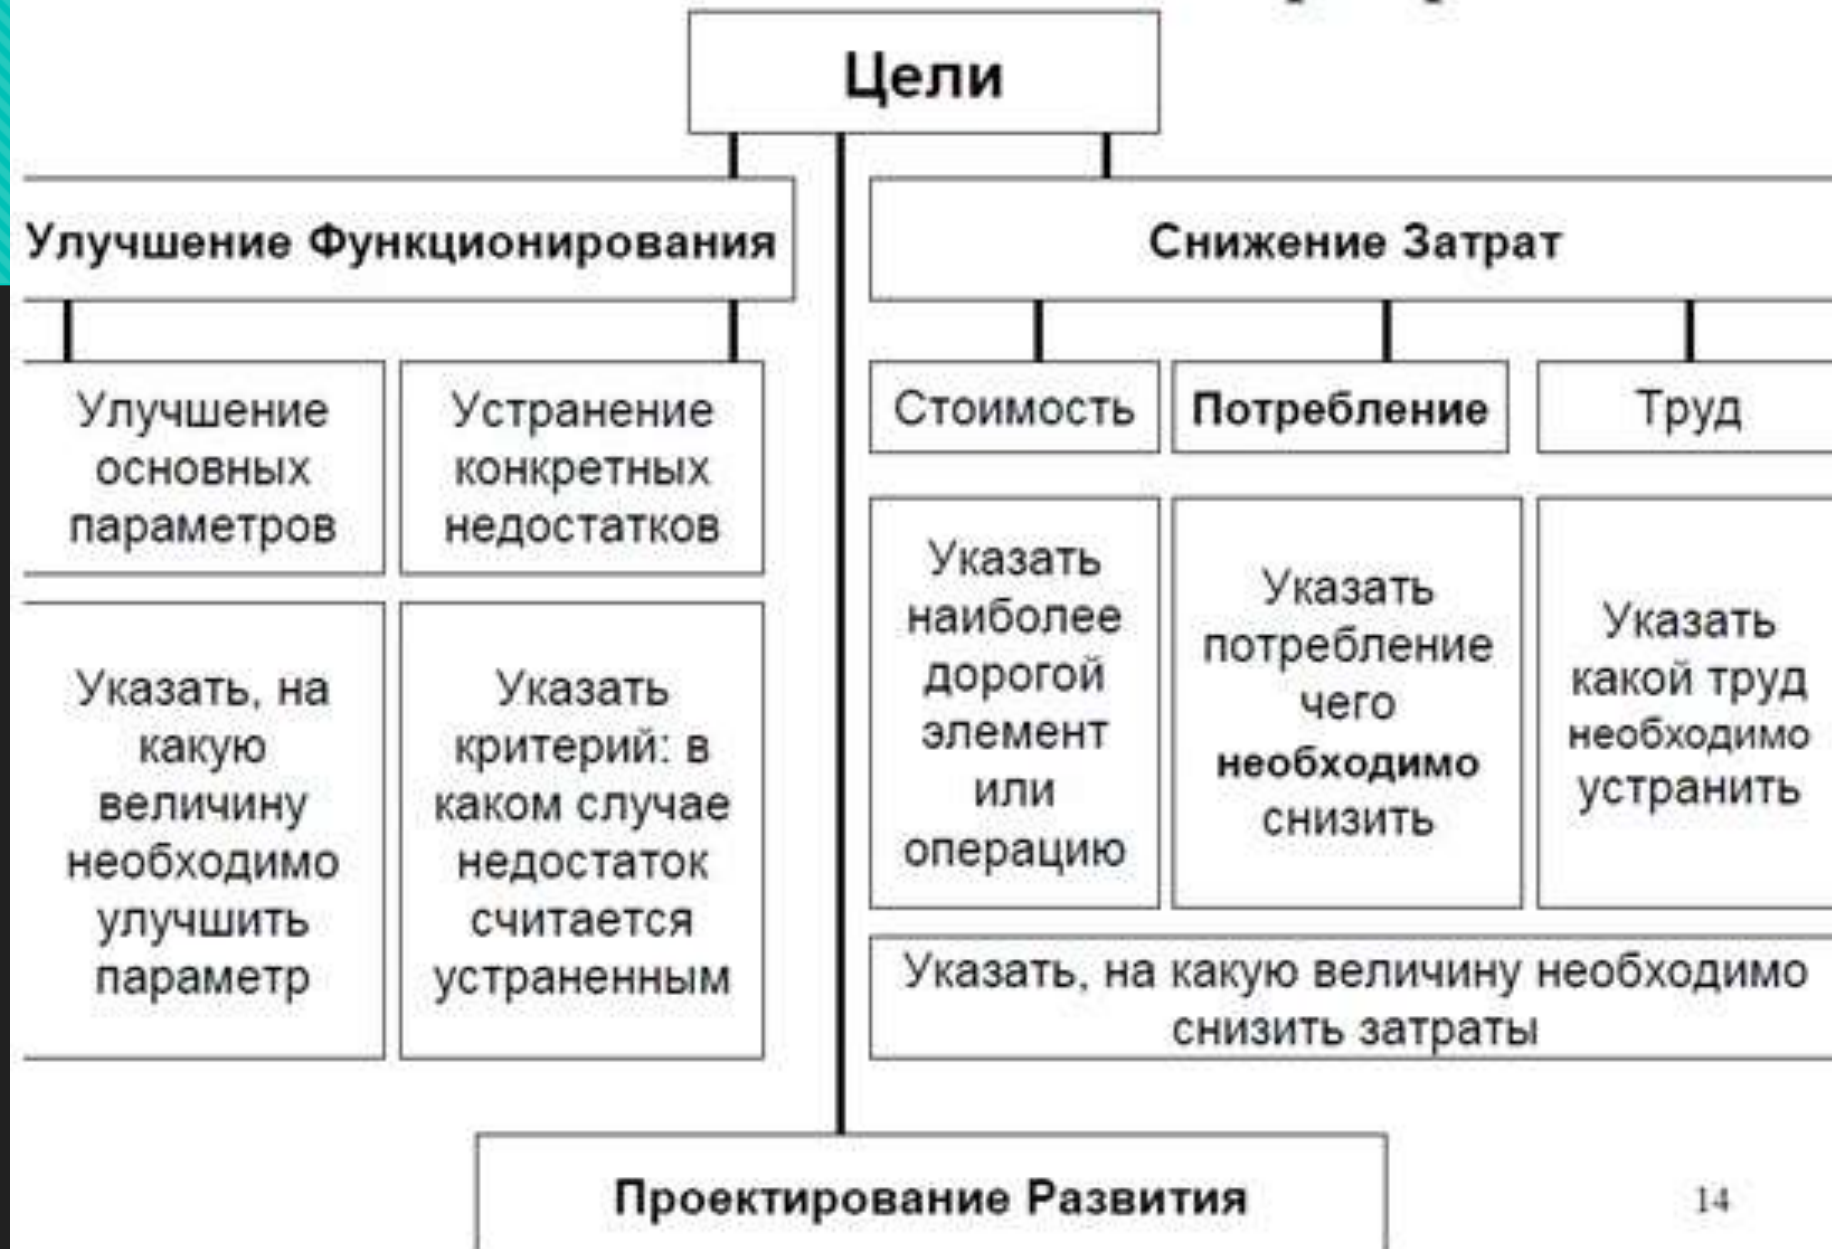 Цели
Улучшение Функционирования
Снижение Затрат
Улучшение
основных
параметров
Устранение
конкретных
недостатков
Стоимость
Потребление
Труд
Указать, на
какую
величину
необходимо
улучшить
параметр
Указать
критерий: в
каком случае
недостаток
считается
устраненным
Указать
наиболее
дорогой
элемент
или
операцию
Указать
потребление
чего
необходимо
снизить
Указать
какой труд
необходимо
устранить
Указать, на какую величину необходимо
снизить затраты
Проектирование Развития
14